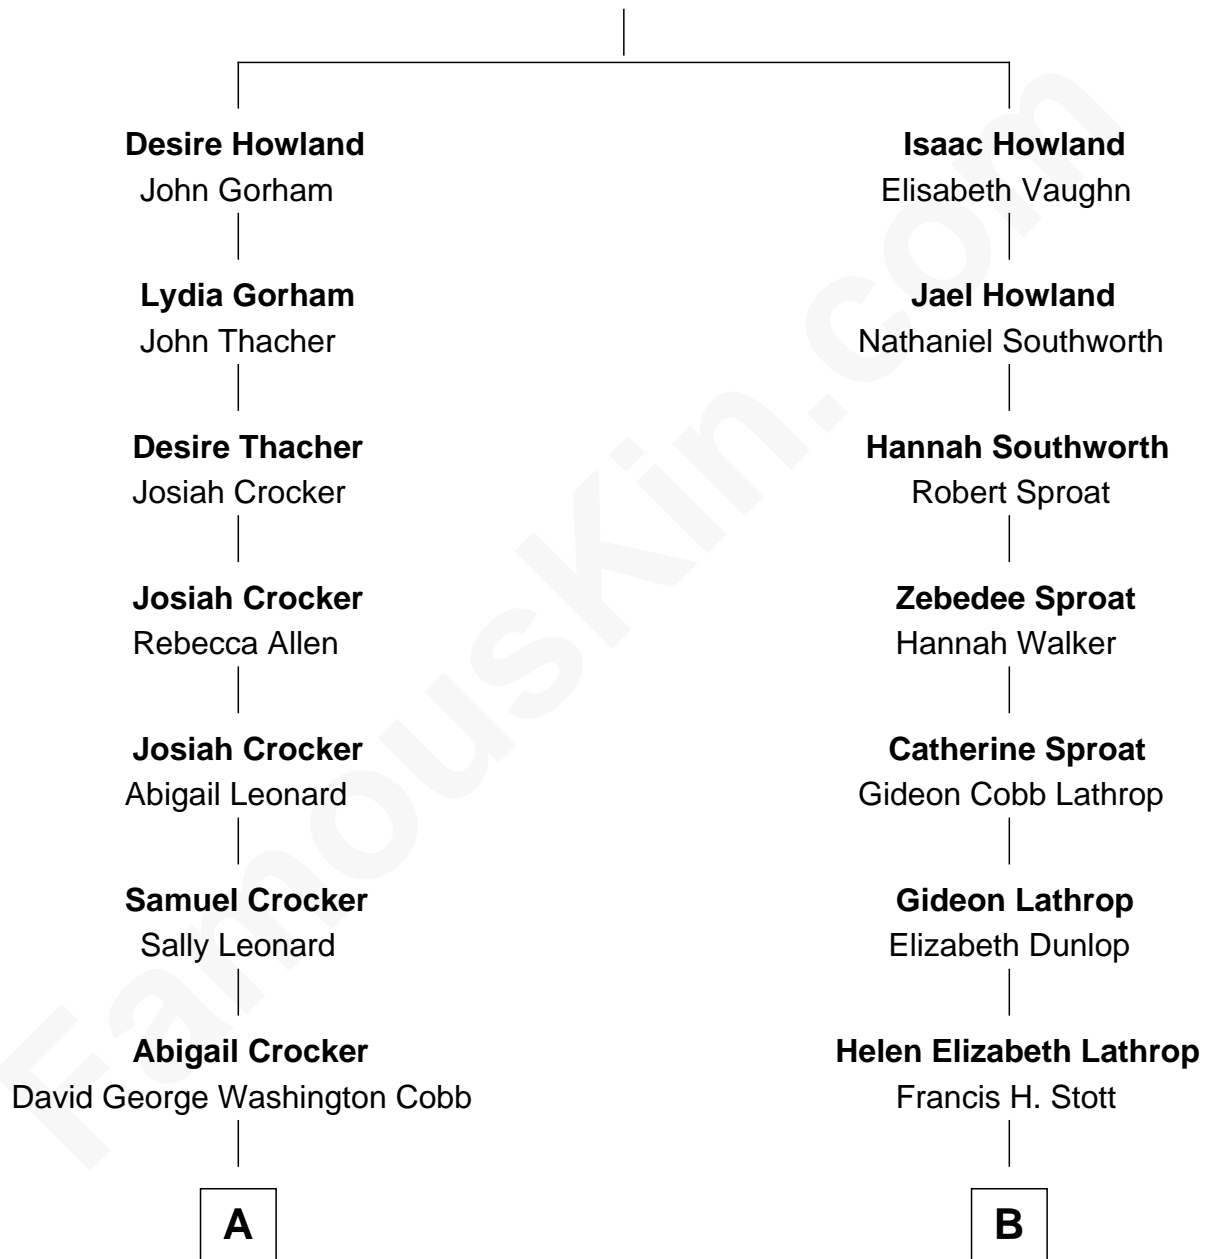 Desire Howland
John Gorham
Isaac Howland
Elisabeth Vaughn
Lydia Gorham
John Thacher
Jael Howland
Nathaniel Southworth
Desire Thacher
Josiah Crocker
Hannah Southworth
Robert Sproat
Josiah Crocker
Rebecca Allen
Zebedee Sproat
Hannah Walker
Josiah Crocker
Abigail Leonard
Catherine Sproat
Gideon Cobb Lathrop
Samuel Crocker
Sally Leonard
Gideon Lathrop
Elizabeth Dunlop
Abigail Crocker
David George Washington Cobb
Helen Elizabeth Lathrop
Francis H. Stott
A
B
FamousKin.com